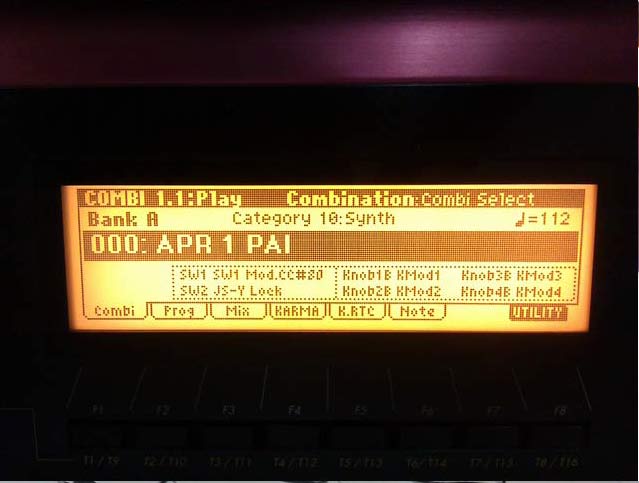 COMBI 1.1:Play Combination:Combi Select
Bank A Category 10:Synth ♩=112
000: APR 1 PAI
SW1 SW1 Mod.CC#80 Knob1B KMod1 Knob3B KMod3
SW2 JS-Y Lock Knob2B KMod2 Knob4B KMod4
Combi Prog Mix KARMA K.RTC Note UTILITY
F1 F2 F3 F4 F5 F6 F7 F8
T1/T9 T2/T10 T3/T11 T4/T12 T5/T13 T6/T14 T7/T15 T8/T16